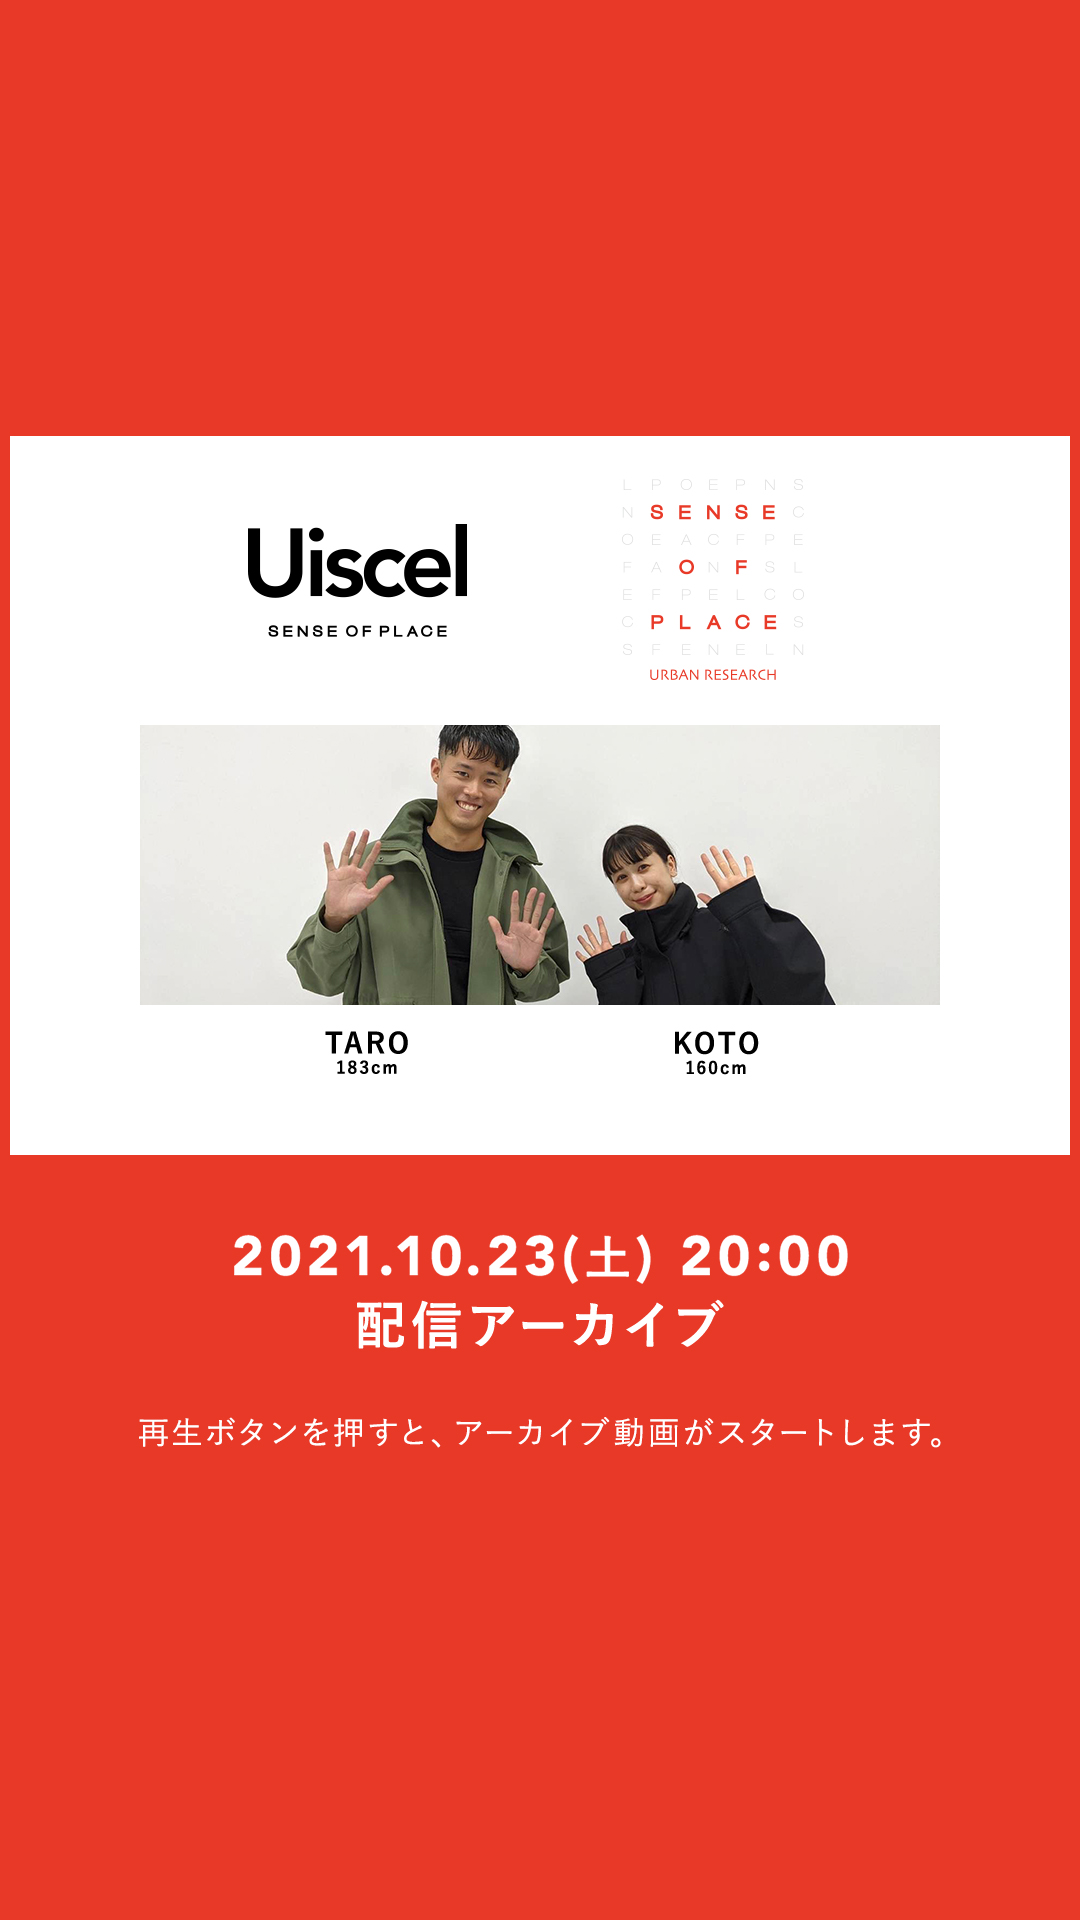 Uiscel
SENSE OF PLACE
L P O E P N S
N SENSE C
O E A C F P E
F A O N F S L
E F P E L C O
C PLACE S
S F E N E L N
URBAN RESEARCH
TARO
183cm
KOTO
160cm
2021.10.23(土) 20:00
配信アーカイブ
再生ボタンを押すと、アーカイブ動画がスタートします。